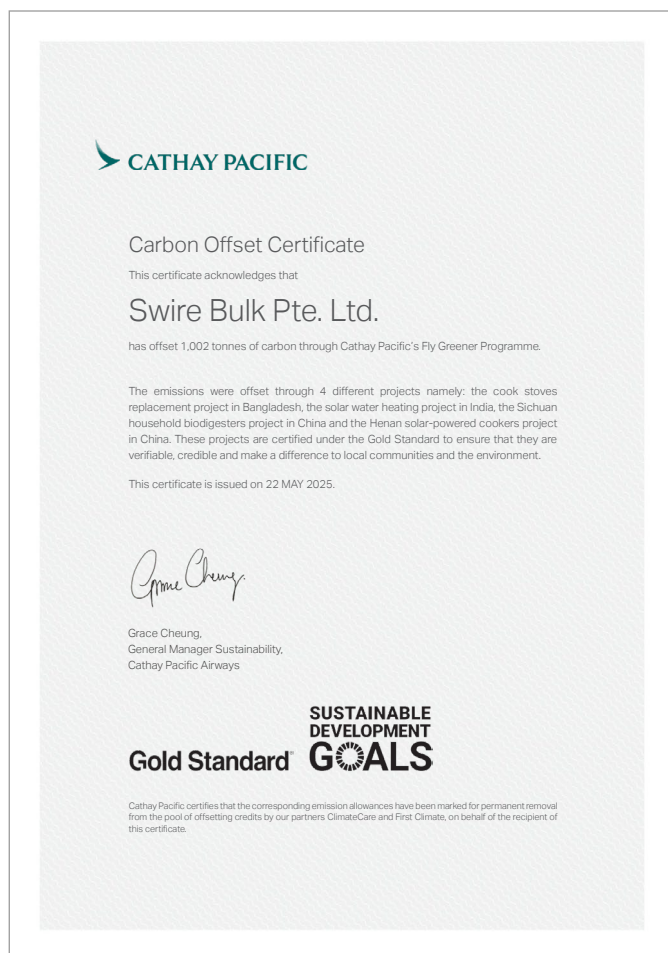 CATHAY PACIFIC
Carbon Offset Certificate
This certificate acknowledges that
Swire Bulk Pte. Ltd.
has offset 1,002 tonnes of carbon through Cathay Pacific's Fly Greener Programme.
The emissions were offset through 4 different projects namely: the cook stoves
replacement project in Bangladesh, the solar water heating project in India, the Sichuan
household biodigesters project in China and the Henan solar-powered cookers project
in China. These projects are certified under the Gold Standard to ensure that they are
verifiable, credible and make a difference to local communities and the environment.
This certificate is issued on 22 MAY 2025.
Grace Cheung.
Grace Cheung,
General Manager Sustainability,
Cathay Pacific Airways
SUSTAINABLE
DEVELOPMENT
Gold Standard® GOALS
Cathay Pacific certifies that the corresponding emission allowances have been marked for permanent removal
from the pool of offsetting credits by our partners ClimateCare and First Climate, on behalf of the recipient of
this certificate.